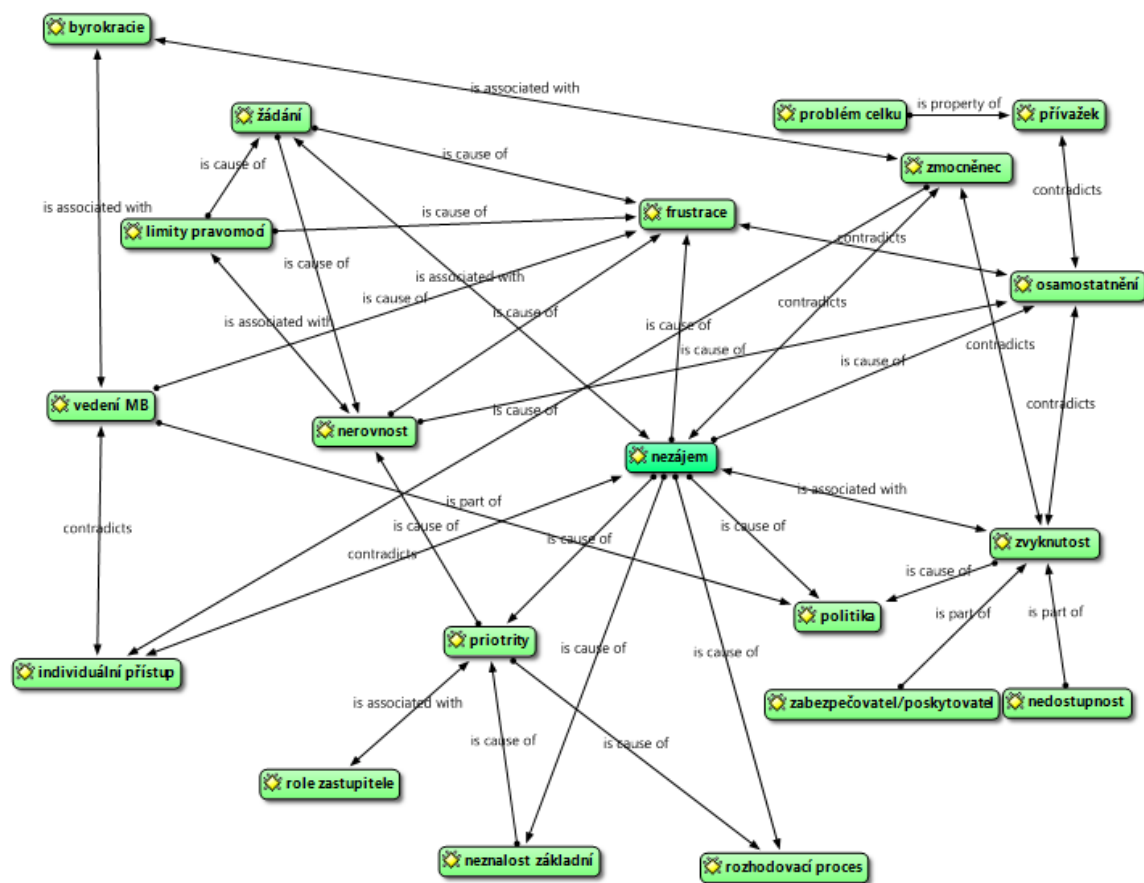 byrokracie
is associated with
žádání
problém celku
is property of
přívažek
is cause of
is cause of
zmocněnec
contradicts
is associated with
is cause of
frustrace
limity pravomocí
contradicts
is cause of
is associated with
osamostatnění
contradicts
is cause of
is cause of
is associated with
is cause of
is cause of
contradicts
is cause of
is cause of
vedení MB
contradicts
is cause of
nerovnost
nezájem
is part of
is associated with
contradicts
is cause of
is cause of
is cause of
zvyknutost
contradicts
is cause of
politika
is part of
is part of
priotrity
individuální přístup
is cause of
is cause of
zabezpečovatel/poskytovatel
nedostupnost
is associated with
is cause of
is cause of
role zastupitele
neznalost základní
rozhodovací proces